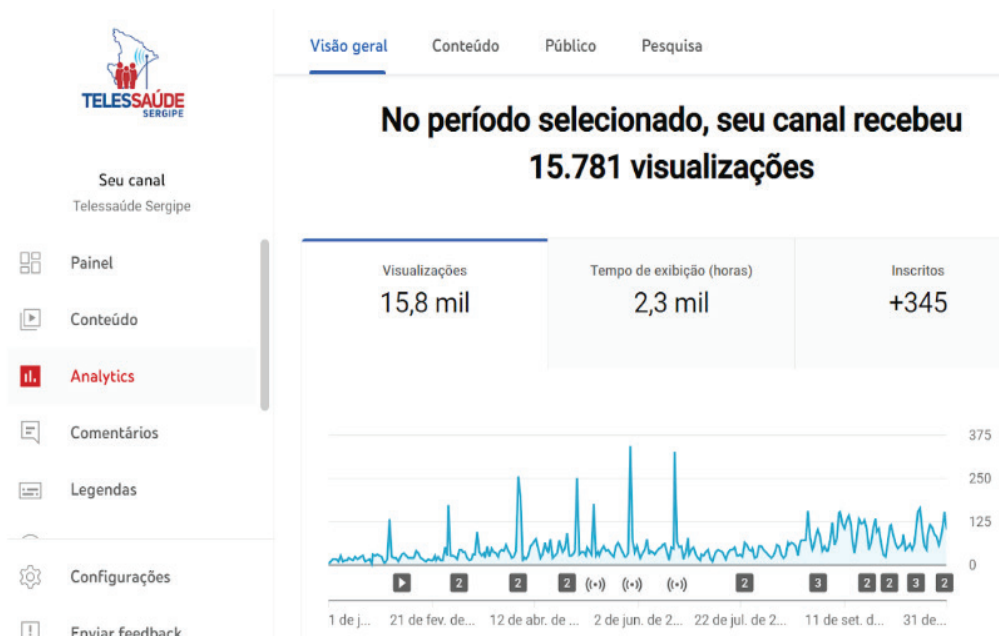 TELESSAÚDE
SERGIPE
Seu canal
Telessaúde Sergipe
Painel
Conteúdo
Analytics
Comentários
Legendas
Configurações
Enviar feedback
Visão geral
Conteúdo
Público
Pesquisa
No período selecionado, seu canal recebeu
15.781 visualizações
Visualizações
15,8 mil
Tempo de exibição (horas)
2,3 mil
Inscritos
+345
375
250
125
0
2 2 2 2 3 2 2 3 2
1 de j... 21 de fev. de... 12 de abr. de ... 2 de jun. de 2... 22 de jul. de 2... 11 de set. d... 31 de...